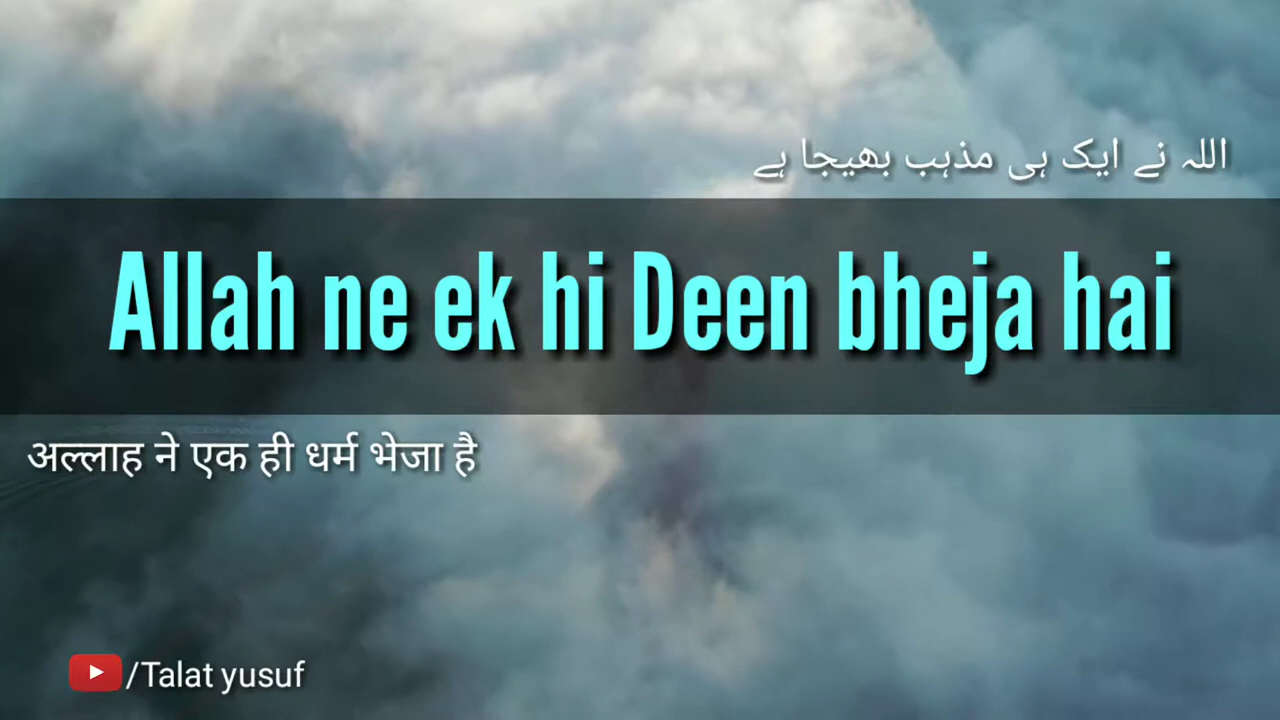 اللہ نے ایک ہی مذہب بھیجا ہے
Allah ne ek hi Deen bheja hai
अल्लाह ने एक ही धर्म भेजा है
/Talat yusuf